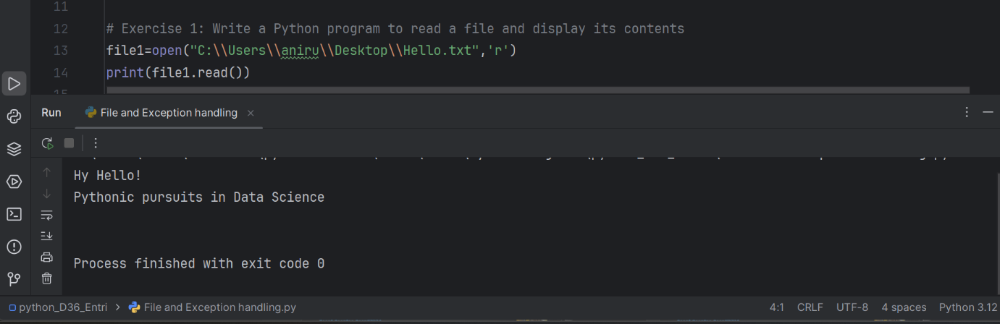 11
12 # Exercise 1: Write a Python program to read a file and display its contents
13 file1=open("C:\\Users\\aniru\\Desktop\\Hello.txt",'r')
14 print(file1.read())
15
Run File and Exception handling
Hy Hello!
Pythonic pursuits in Data Science
Process finished with exit code 0
python_D36_Entri > File and Exception handling.py 4:1 CRLF UTF-8 4 spaces Python 3.12